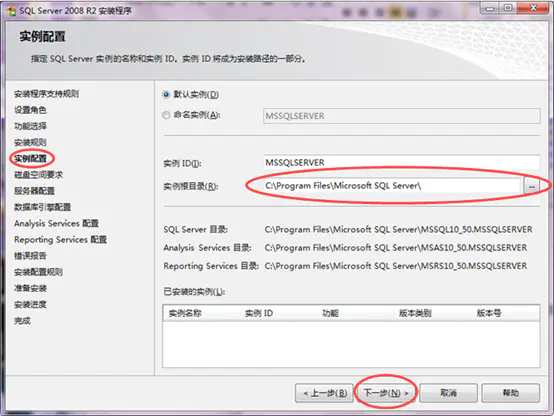 SQL Server 2008 R2 安装程序
实例配置
指定 SQL Server 实例的名称和实例 ID。实例 ID 将成为安装路径的一部分。
安装程序支持规则
设置角色
功能选择
安装规则
实例配置
磁盘空间要求
服务器配置
数据库引擎配置
Analysis Services 配置
Reporting Services 配置
错误报告
安装配置规则
准备安装
安装进度
完成
默认实例(D)
命名实例(A): MSSQLSERVER
实例 ID(I): MSSQLSERVER
实例根目录(R): C:\Program Files\Microsoft SQL Server\ ...
SQL Server 目录: C:\Program Files\Microsoft SQL Server\MSSQL10_50.MSSQLSERVER
Analysis Services 目录: C:\Program Files\Microsoft SQL Server\MSAS10_50.MSSQLSERVER
Reporting Services 目录: C:\Program Files\Microsoft SQL Server\MSRS10_50.MSSQLSERVER
已安装的实例(L):
实例名称 实例 ID 功能 版本类别 版本号
< 上一步(B) 下一步(N) > 取消 帮助